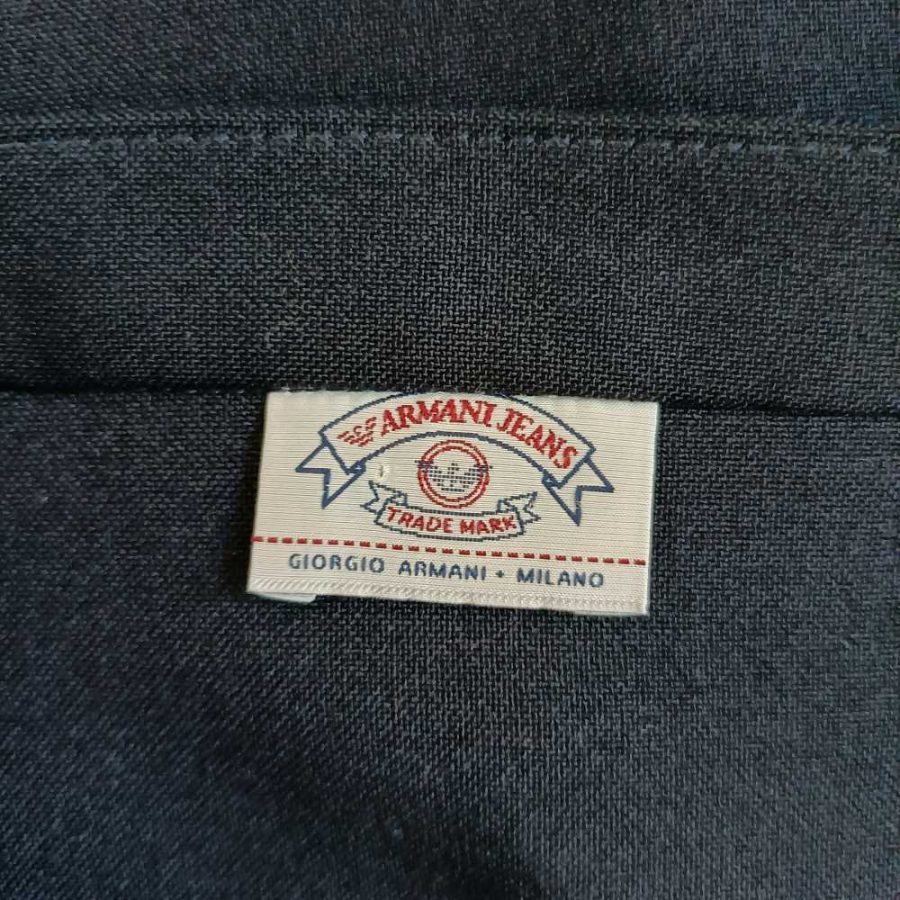 ARMANI JEANS
TRADE MARK
GIORGIO ARMANI • MILANO